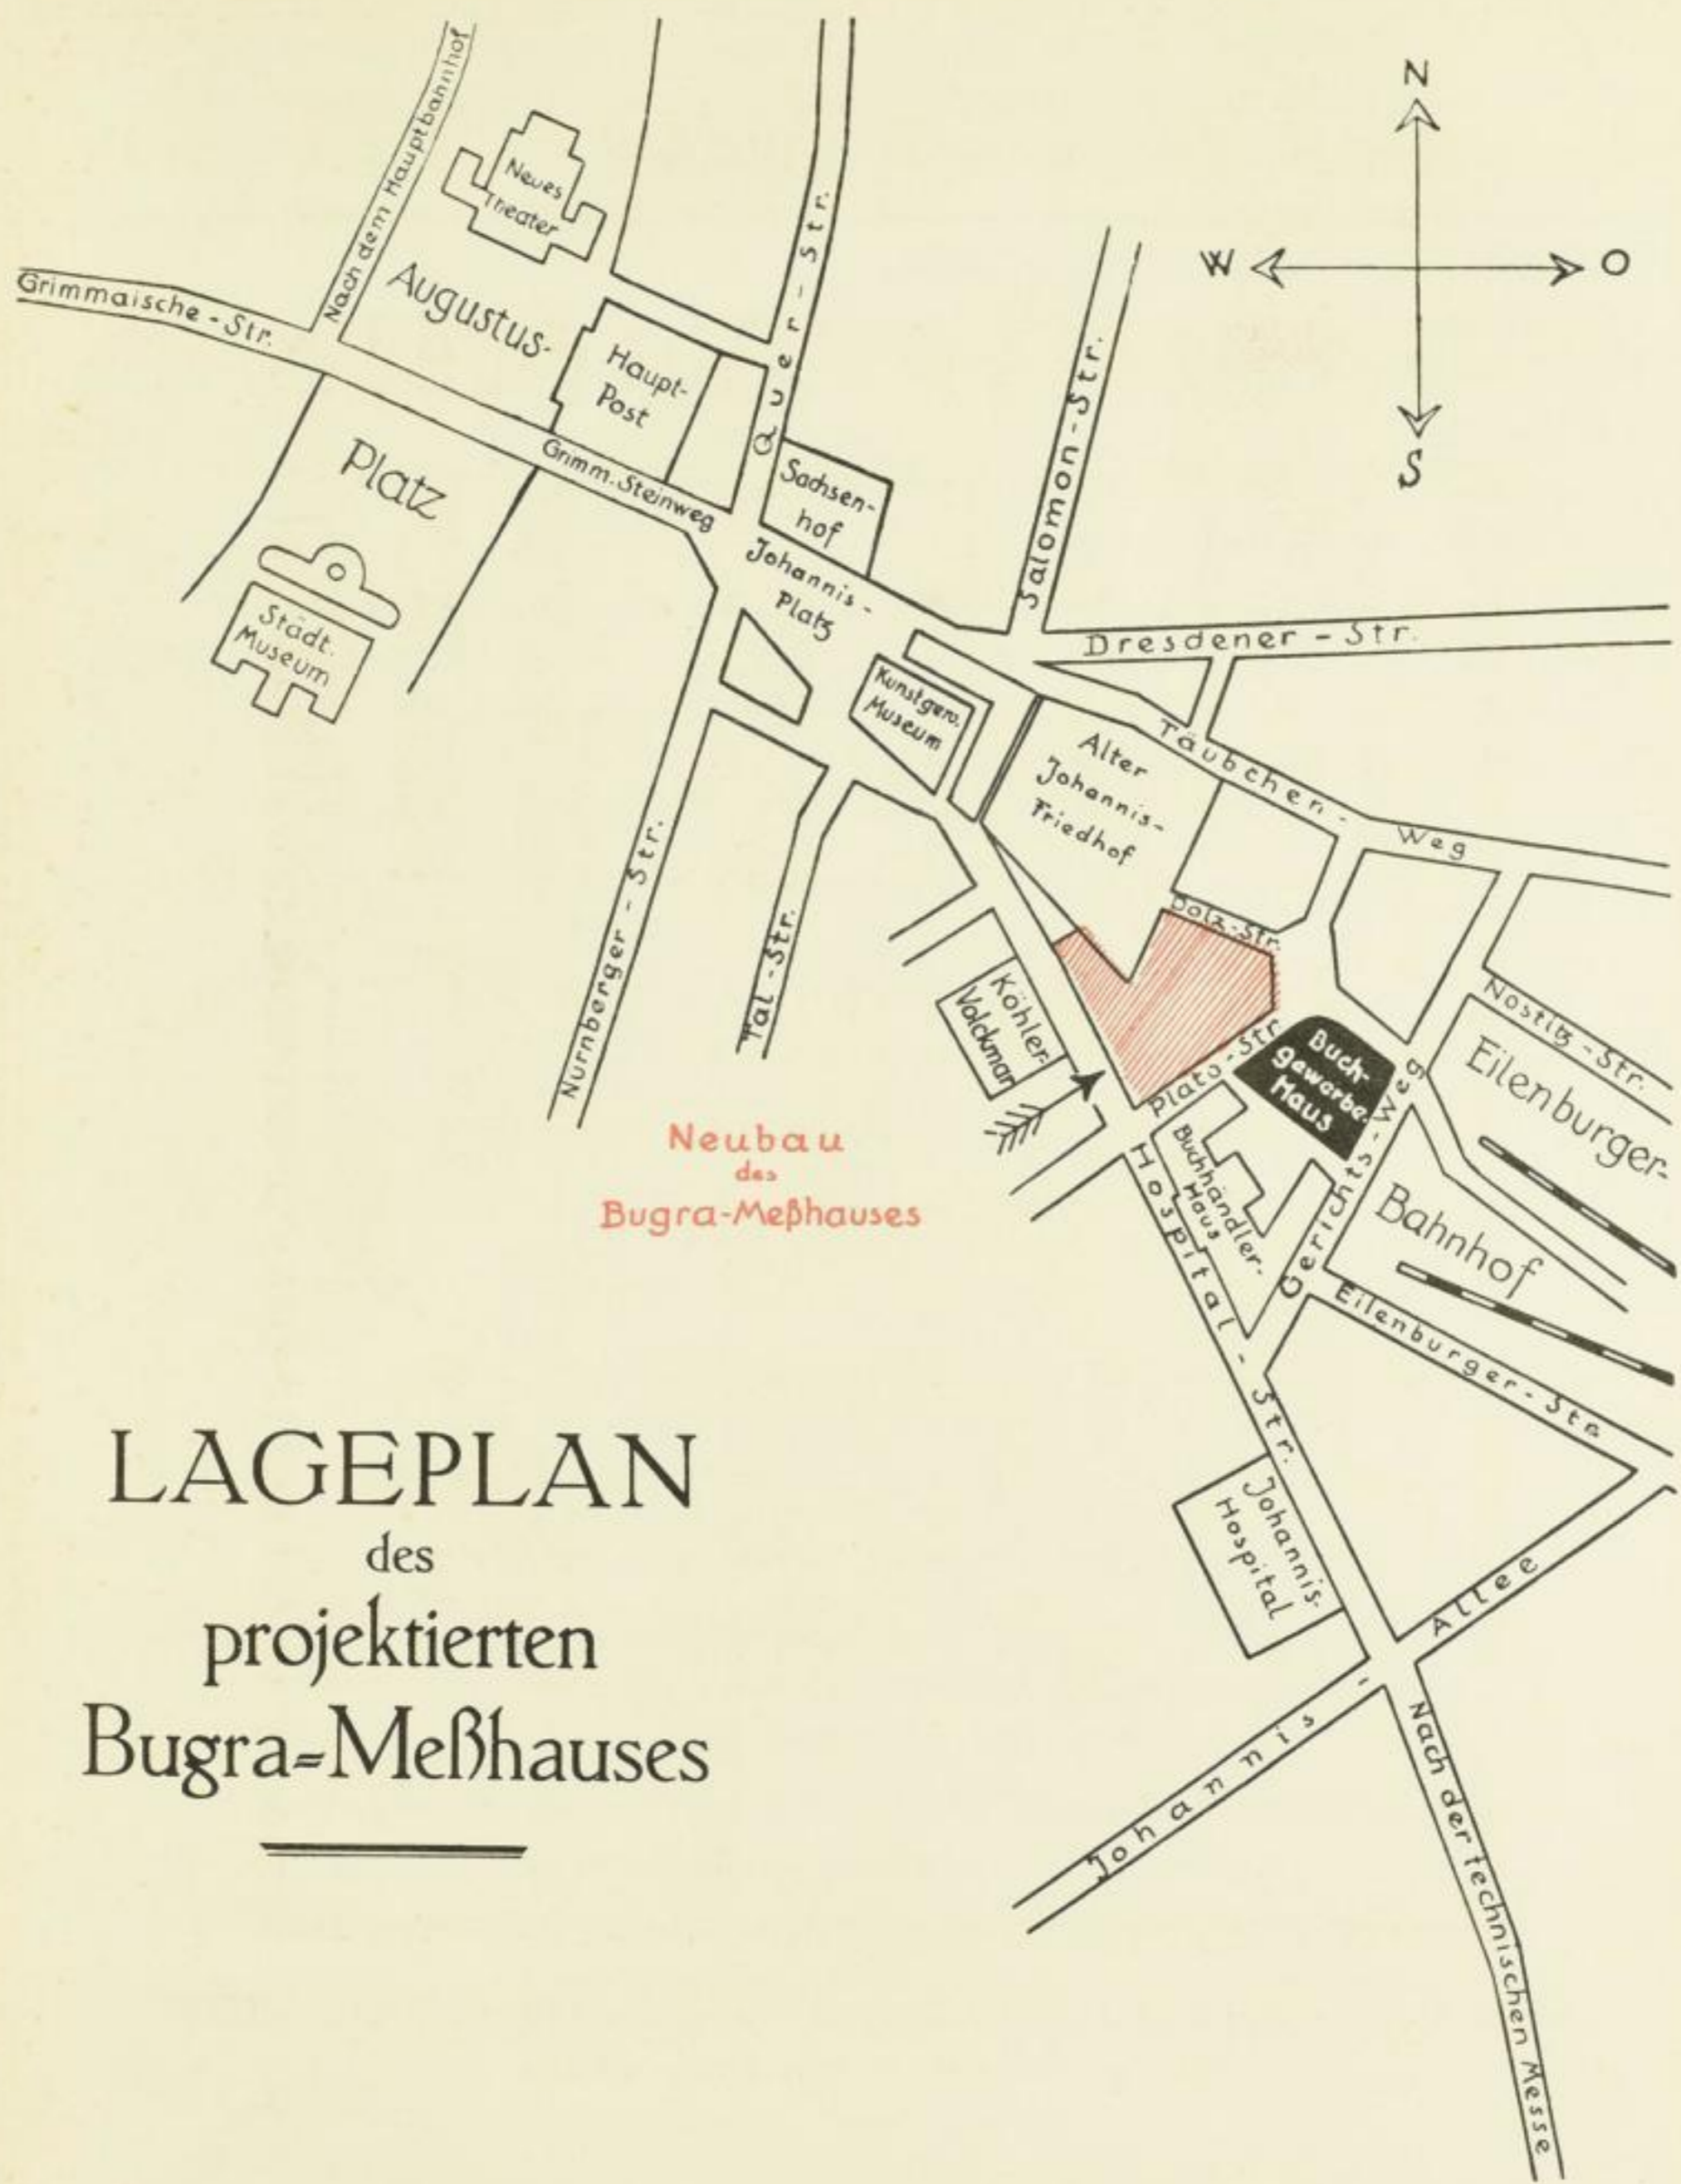 Nach dem Hauptbahnhof
N
W
O
S
Neues
Theater
Quer-Str.
Grimmaische-Str.
Augustus-
Platz
Haupt-
Post
Grimm. Steinweg
Sachsen-
hof
Salomon-Str.
Johannis-
Platz
Städt.
Museum
Dresdener-Str.
Kunstgew.
Museum
Alter
Johannis-
Friedhof
Täubchen-
Weg
Nürnberger-Str.
Tal-Str.
Dolz-Str.
Köhler-
Volckmar
Plato-Str.
Buch-
gewerbe-
Haus
Nostitz-Str.
Eilenburger-
Bahnhof
Gerichts-Weg
Buchhändler-
Haus
Hospital-Str.
Eilenburger-Str.
Neubau
des
Bugra-Meßhauses
Johannis-
Hospital
Johannis-
Allee
Nach der technischen Messe
LAGEPLAN
des
projektierten
Bugra=Meßhauses